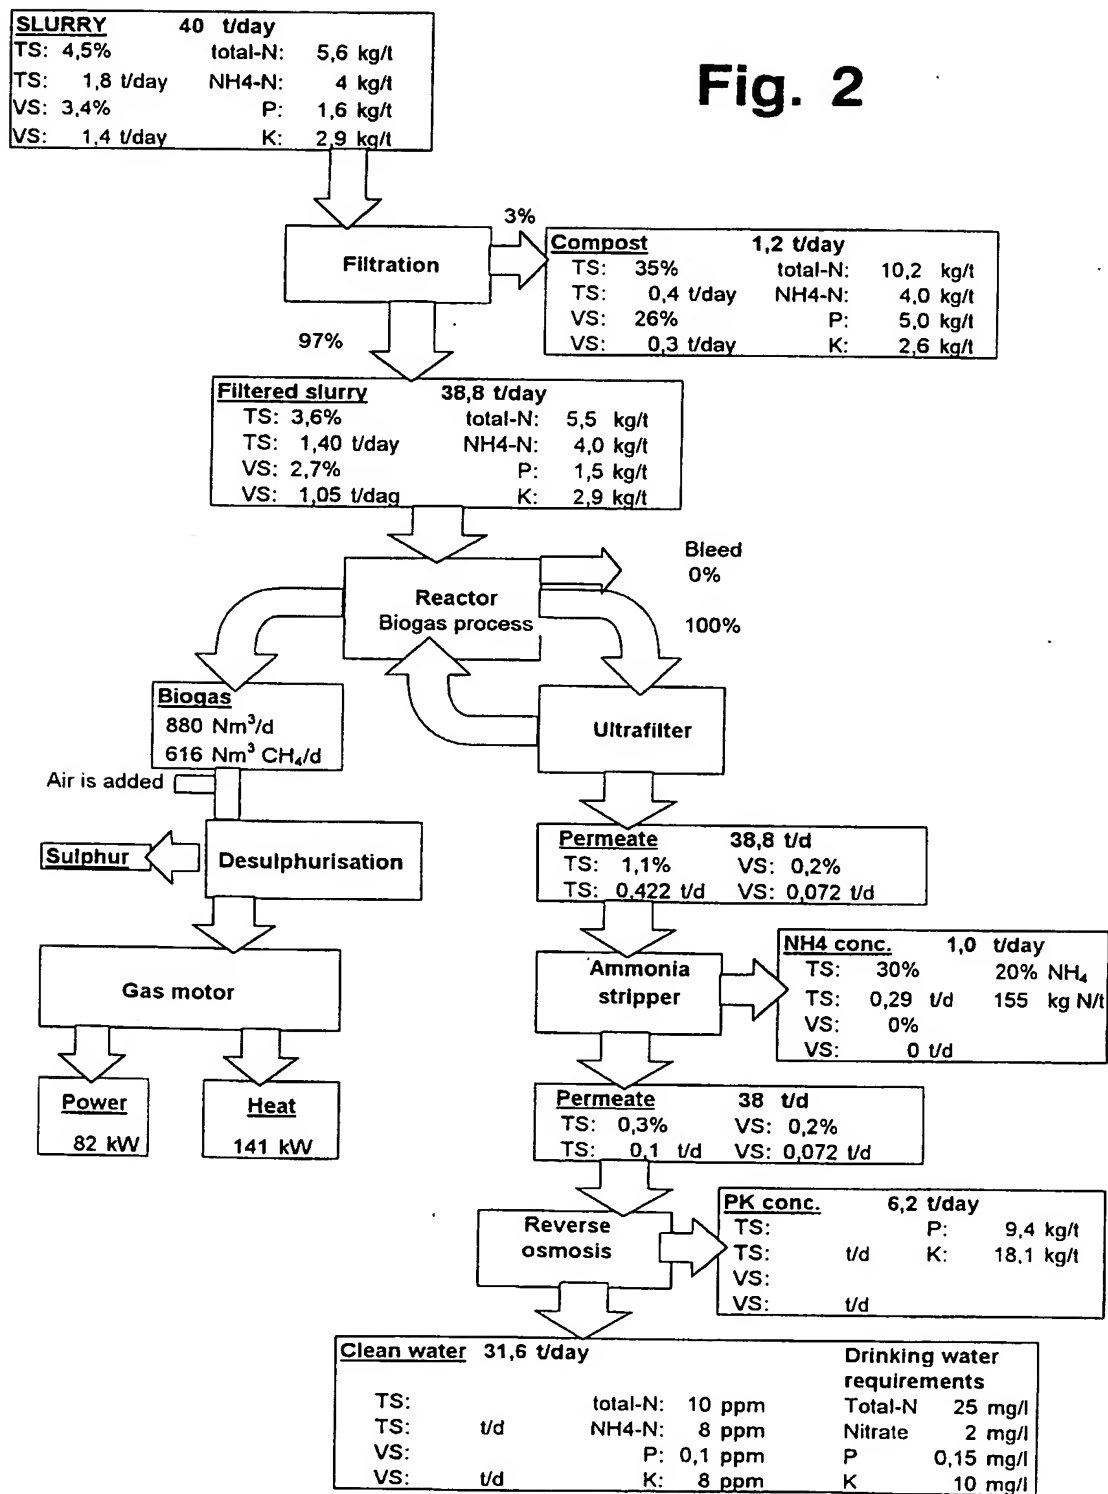 SLURRY 40 t/day
TS: 4,5% total-N: 5,6 kg/t
TS: 1,8 t/day NH4-N: 4 kg/t
VS: 3,4% P: 1,6 kg/t
VS: 1,4 t/day K: 2,9 kg/t
Fig. 2
Filtration
3%
Compost 1,2 t/day
TS: 35% total-N: 10,2 kg/t
TS: 0,4 t/day NH4-N: 4,0 kg/t
VS: 26% P: 5,0 kg/t
VS: 0,3 t/day K: 2,6 kg/t
97%
Filtered slurry 38,8 t/day
TS: 3,6% total-N: 5,5 kg/t
TS: 1,40 t/day NH4-N: 4,0 kg/t
VS: 2,7% P: 1,5 kg/t
VS: 1,05 t/dag K: 2,9 kg/t
Reactor
Biogas process
Bleed
0%
100%
Biogas
880 Nm³/d
616 Nm³ CH₄/d
Ultrafilter
Air is added
Sulphur
Desulphurisation
Permeate 38,8 t/d
TS: 1,1% VS: 0,2%
TS: 0,422 t/d VS: 0,072 t/d
Gas motor
Ammonia
stripper
NH4 conc. 1,0 t/day
TS: 30% 20% NH₄
TS: 0,29 t/d 155 kg N/t
VS: 0%
VS: 0 t/d
Power
82 kW
Heat
141 kW
Permeate 38 t/d
TS: 0,3% VS: 0,2%
TS: 0,1 t/d VS: 0,072 t/d
Reverse
osmosis
PK conc. 6,2 t/day
TS: P: 9,4 kg/t
TS: t/d K: 18,1 kg/t
VS:
VS: t/d
Clean water 31,6 t/day Drinking water
requirements
TS: total-N: 10 ppm Total-N 25 mg/l
TS: t/d NH4-N: 8 ppm Nitrate 2 mg/l
VS: P: 0,1 ppm P 0,15 mg/l
VS: t/d K: 8 ppm K 10 mg/l